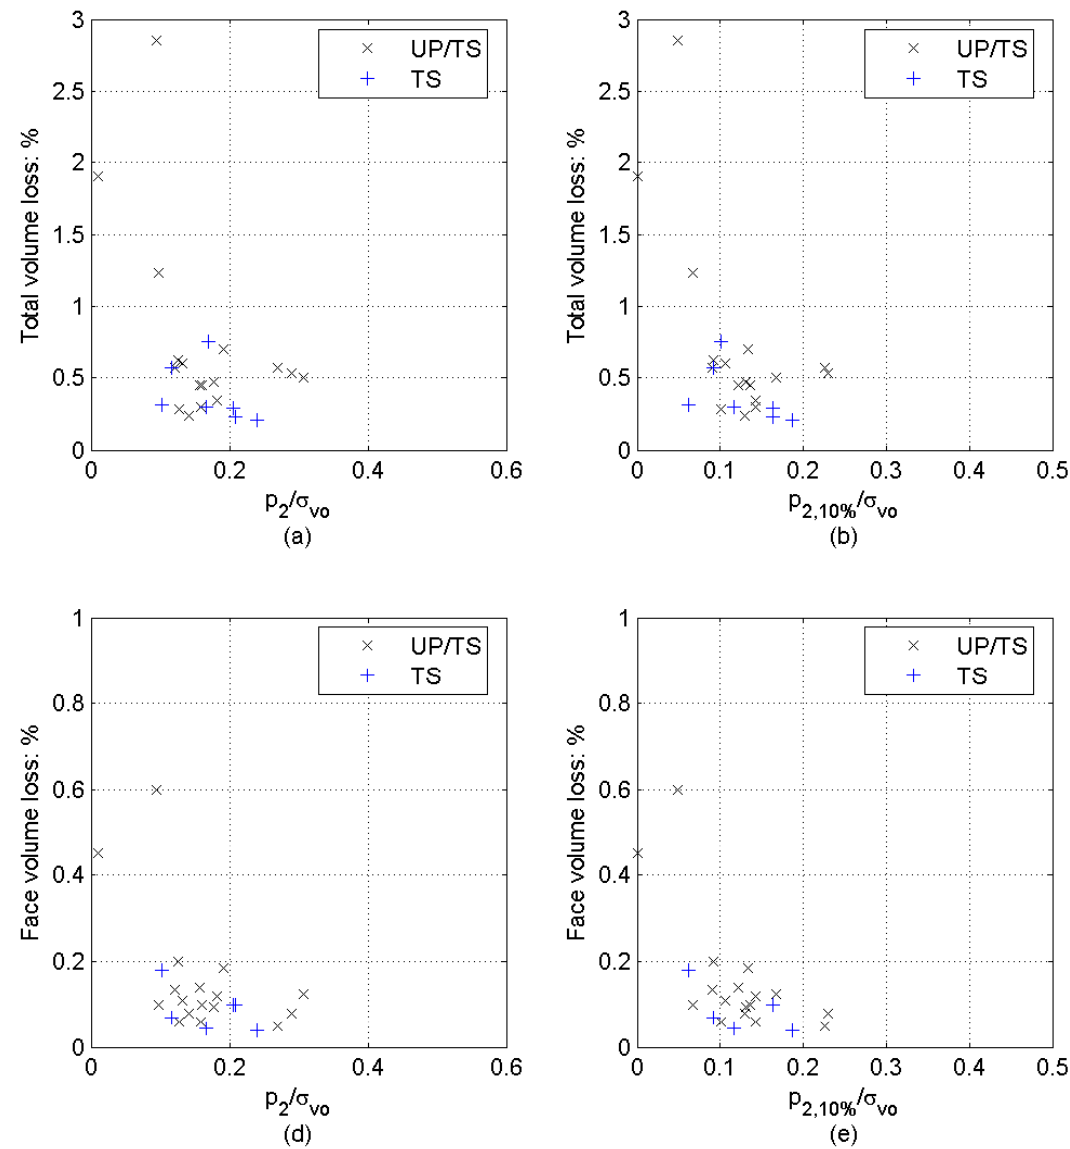 3
2.5
2
1.5
1
0.5
0
Total volume loss: %
UP/TS
TS
0 0.2 0.4 0.6
p2/σvo
(a)
3
2.5
2
1.5
1
0.5
0
Total volume loss: %
UP/TS
TS
0 0.1 0.2 0.3 0.4 0.5
p2,10%/σvo
(b)
1
0.8
0.6
0.4
0.2
0
Face volume loss: %
UP/TS
TS
0 0.2 0.4 0.6
p2/σvo
(d)
1
0.8
0.6
0.4
0.2
0
Face volume loss: %
UP/TS
TS
0 0.1 0.2 0.3 0.4 0.5
p2,10%/σvo
(e)